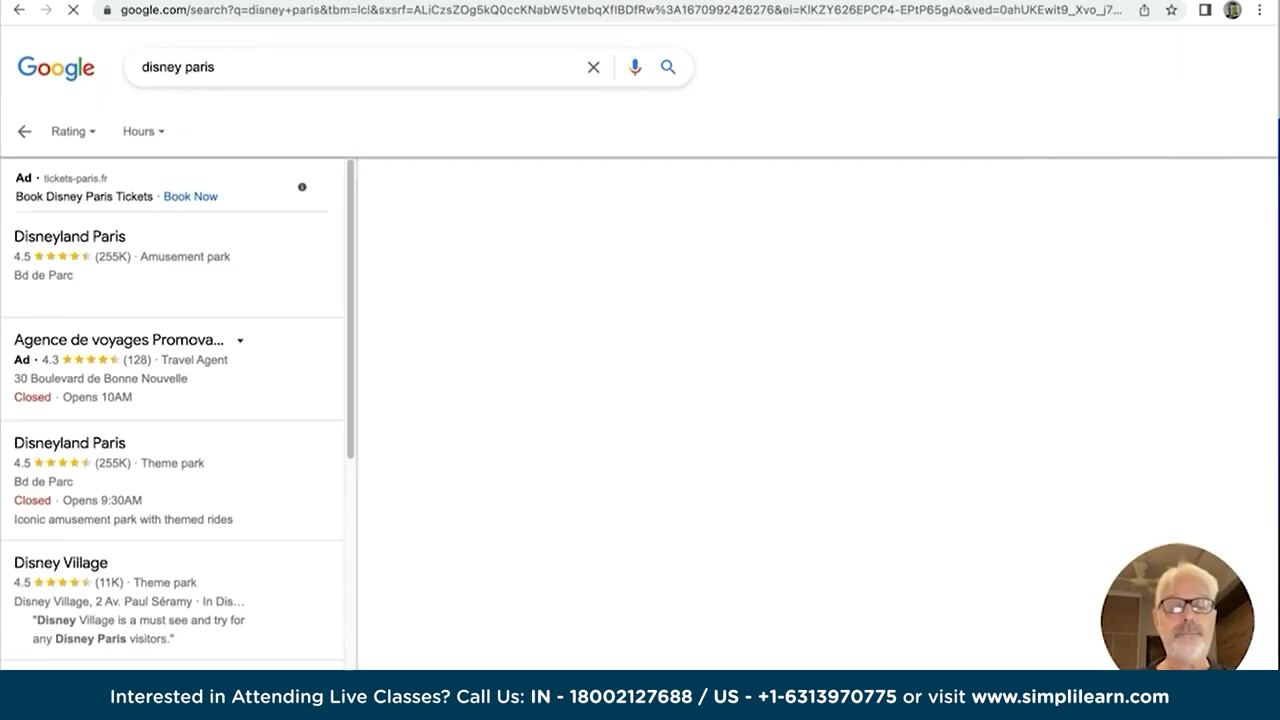 google.com/search?q=disney+paris&tbm=lcl&sxsrf=ALiCzsZOg5kQ0ccKNabW5VtebqXfIBDfRw%3A1670992426276&ei=KlKZY626EPCP4-EPtP65gAo&ved=0ahUKEwit9_Xvo_j7...
Google
disney paris
Rating
Hours
Ad · tickets-paris.fr
Book Disney Paris Tickets · Book Now
Disneyland Paris
4.5 (255K) · Amusement park
Bd de Parc
Agence de voyages Promova...
Ad · 4.3 (128) · Travel Agent
30 Boulevard de Bonne Nouvelle
Closed · Opens 10AM
Disneyland Paris
4.5 (255K) · Theme park
Bd de Parc
Closed · Opens 9:30AM
Iconic amusement park with themed rides
Disney Village
4.5 (11K) · Theme park
Disney Village, 2 Av. Paul Séramy · In Dis...
"Disney Village is a must see and try for
any Disney Paris visitors."
Interested in Attending Live Classes? Call Us: IN - 18002127688 / US - +1-6313970775 or visit www.simplilearn.com